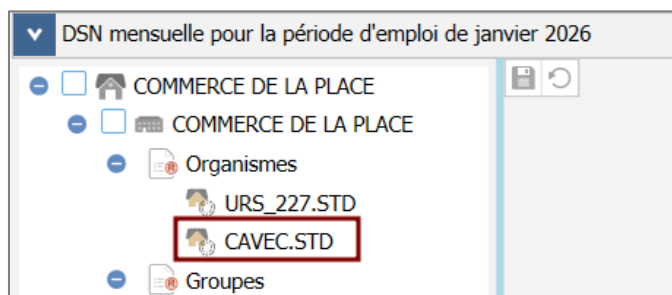 DSN mensuelle pour la période d'emploi de janvier 2026
COMMERCE DE LA PLACE
COMMERCE DE LA PLACE
Organismes
URS_227.STD
CAVEC.STD
Groupes